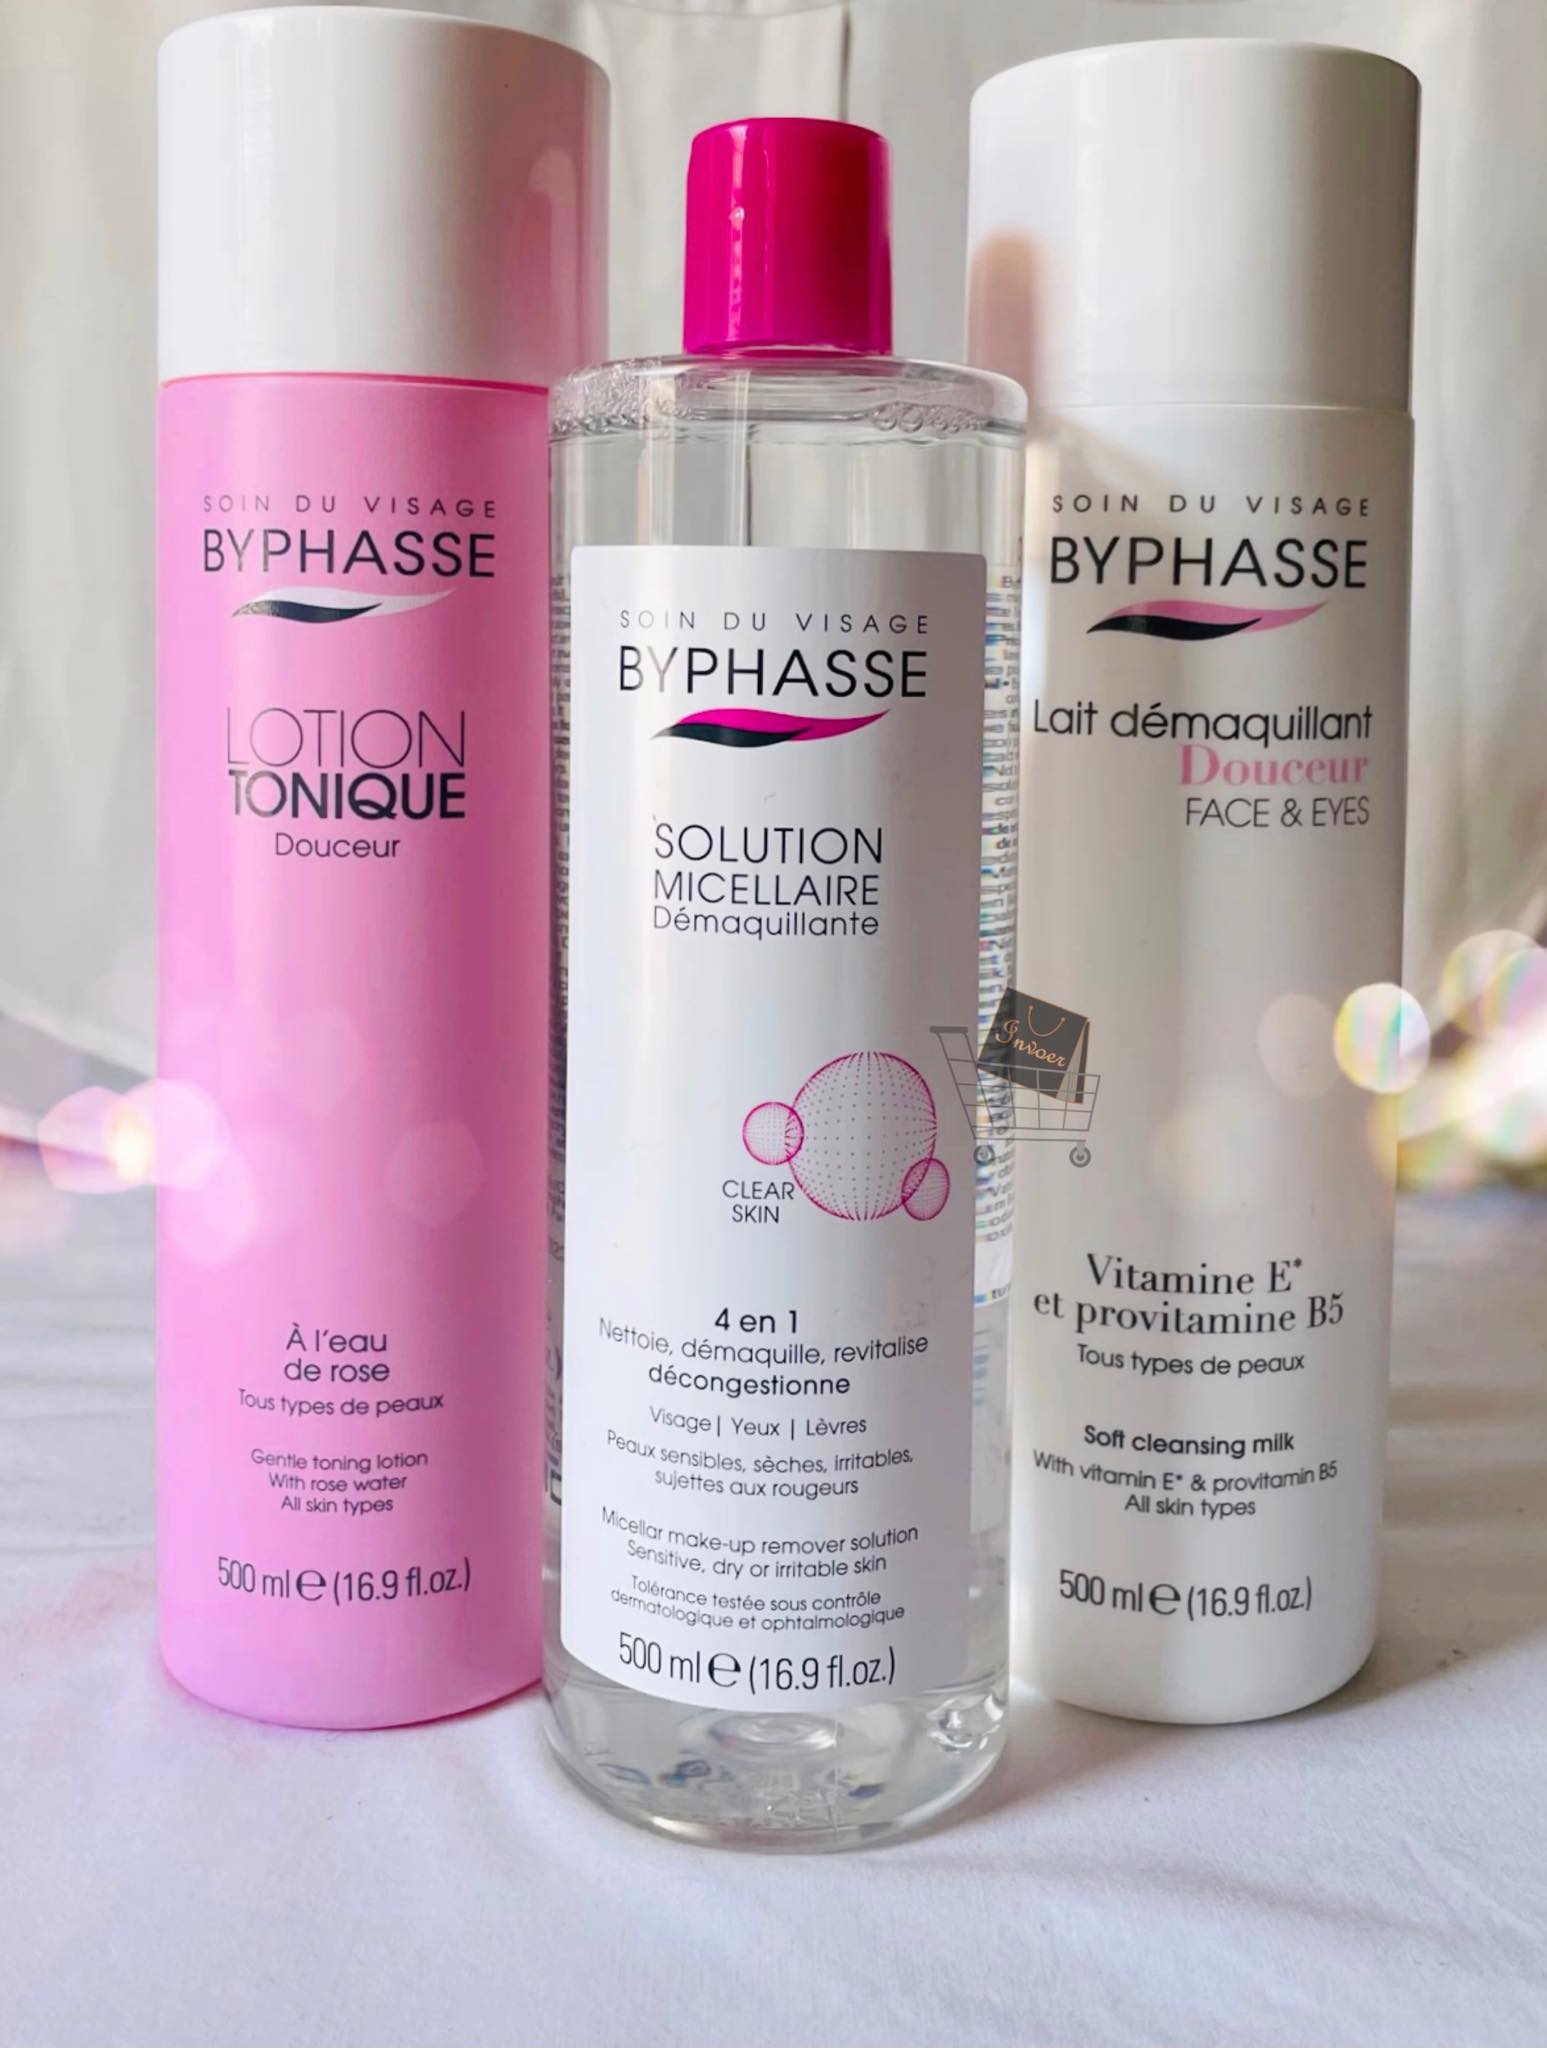 SOIN DU VISAGE
BYPHASSE
LOTION
TONIQUE
Douceur
À l'eau
de rose
Tous types de peaux
Gentle toning lotion
With rose water
All skin types
500 ml ℮ (16.9 fl.oz.)
SOIN DU VISAGE
BYPHASSE
SOLUTION
MICELLAIRE
Démaquillante
CLEAR
SKIN
4 en 1
Nettoie, démaquille, revitalise
décongestionne
Visage | Yeux | Lèvres
Peaux sensibles, sèches, irritables,
sujettes aux rougeurs
Micellar make-up remover solution
Sensitive, dry or irritable skin
Tolérance testée sous contrôle
dermatologique et ophtalmologique
500 ml ℮ (16.9 fl.oz.)
Invoer
SOIN DU VISAGE
BYPHASSE
Lait démaquillant
Douceur
FACE & EYES
Vitamine E*
et provitamine B5
Tous types de peaux
Soft cleansing milk
With vitamin E* & provitamin B5
All skin types
500 ml ℮ (16.9 fl.oz.)